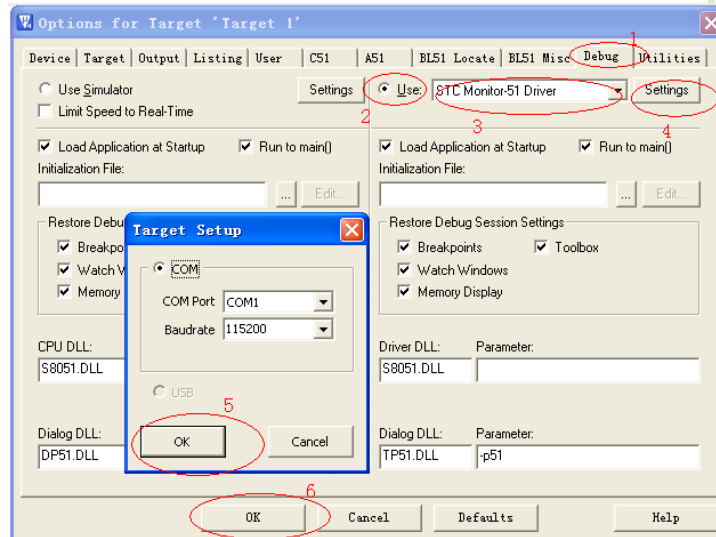 Options for Target 'Target 1'
1
Device Target Output Listing User C51 A51 BL51 Locate BL51 Misc Debug Utilities
Use Simulator Settings Use: STC Monitor-51 Driver Settings
Limit Speed to Real-Time
2 3 4
Load Application at Startup Run to main() Load Application at Startup Run to main()
Initialization File: Initialization File:
... Edit... ... Edit...
Restore Debu Restore Debug Session Settings
Breakpo Breakpoints Toolbox
Watch W Watch Windows
Memory Memory Display
Target Setup
COM
COM Port COM1
Baudrate 115200
USB
5
OK Cancel
CPU DLL: Driver DLL: Parameter:
S8051.DLL S8051.DLL
Dialog DLL: Dialog DLL: Parameter:
DP51.DLL TP51.DLL -p51
6
OK Cancel Defaults Help